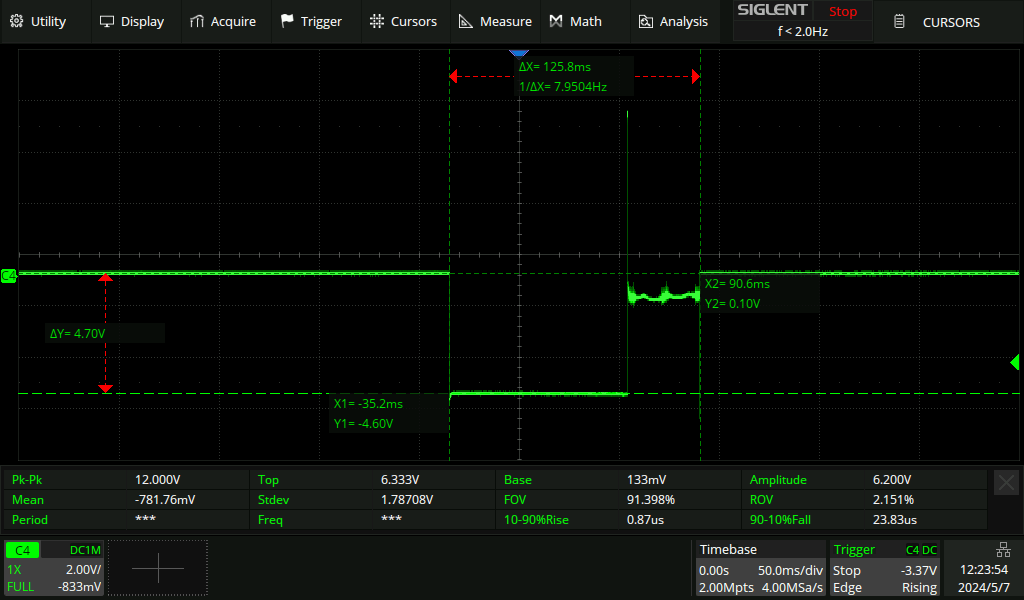 Utility Display Acquire Trigger Cursors Measure Math Analysis SIGLENT Stop CURSORS
f < 2.0Hz
ΔX= 125.8ms
1/ΔX= 7.9504Hz
C4
X2= 90.6ms
Y2= 0.10V
ΔY= 4.70V
X1= -35.2ms
Y1= -4.60V
Pk-Pk 12.000V Top 6.333V Base 133mV Amplitude 6.200V
Mean -781.76mV Stdev 1.78708V FOV 91.398% ROV 2.151%
Period *** Freq *** 10-90%Rise 0.87us 90-10%Fall 23.83us
C4 DC1M Timebase Trigger C4 DC
1X 2.00V/ 0.00s 50.0ms/div Stop -3.37V 12:23:54
FULL -833mV 2.00Mpts 4.00MSa/s Edge Rising 2024/5/7